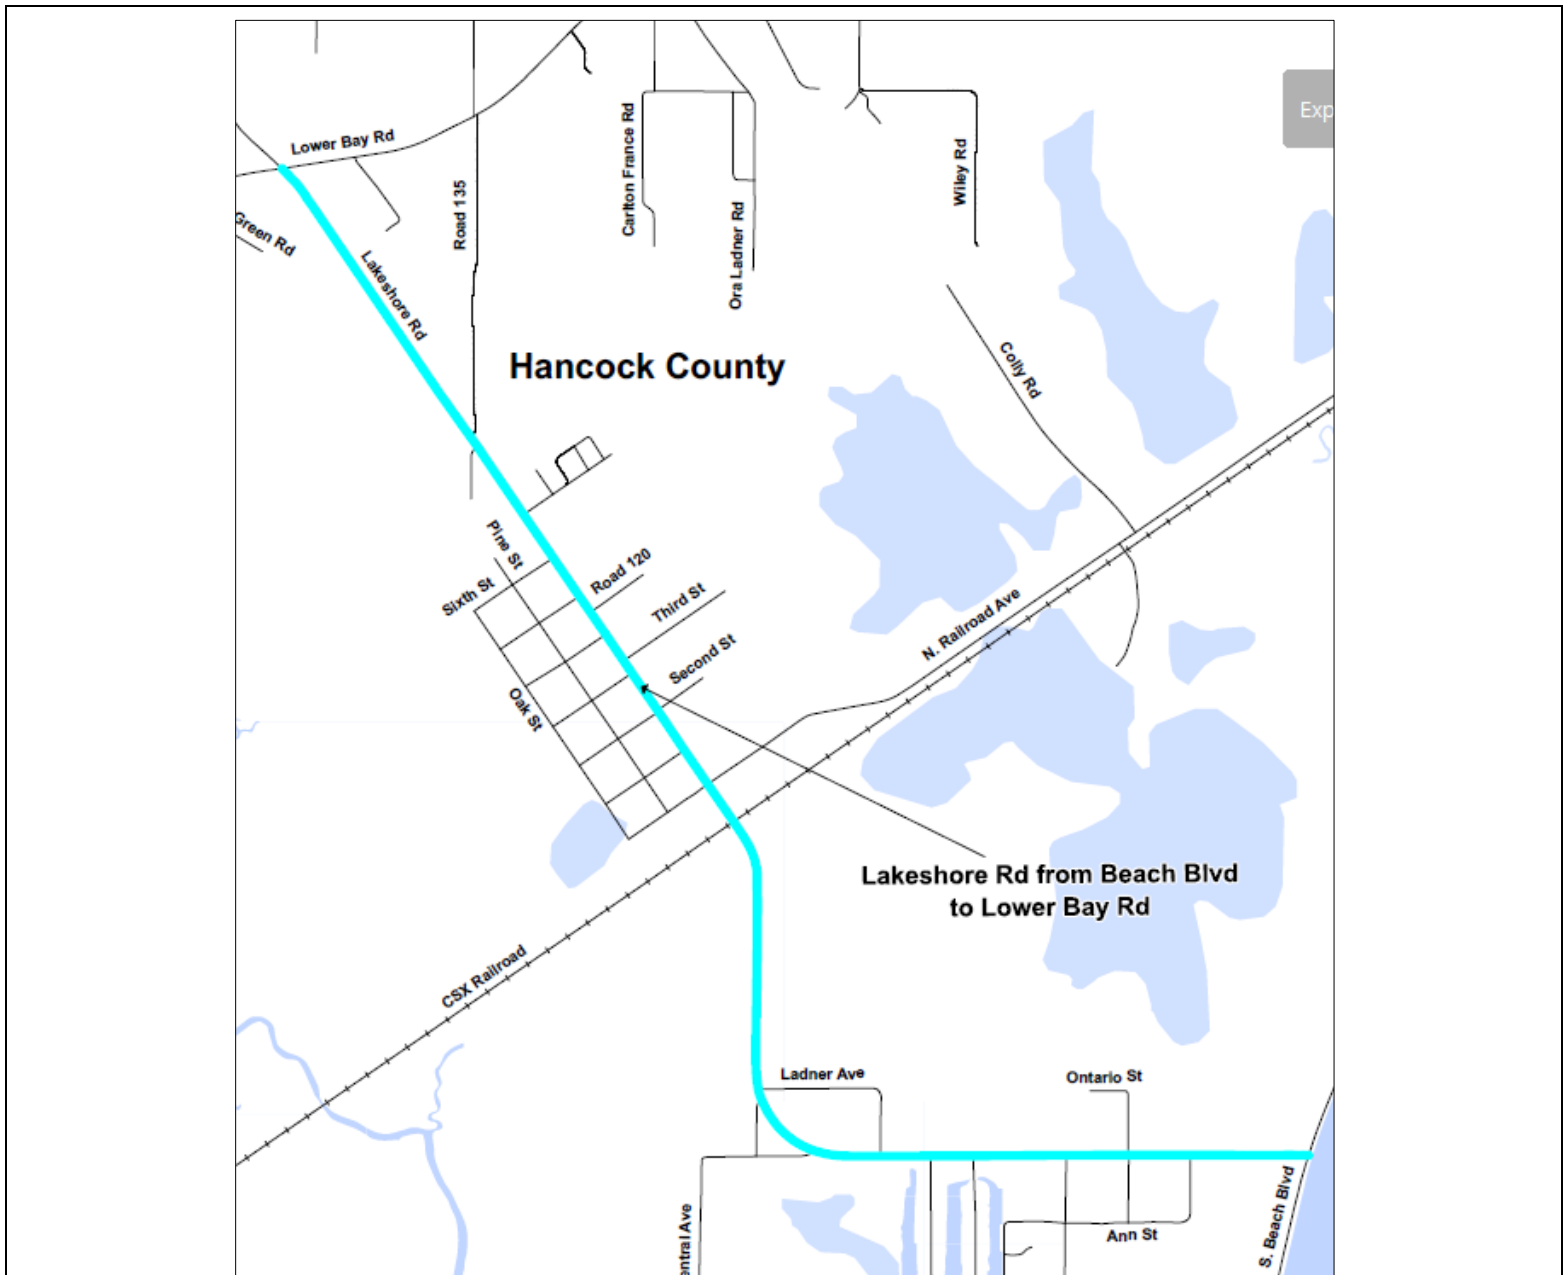 Exp
Lower Bay Rd
Carlton France Rd
Wiley Rd
Road 135
Green Rd
Ora Ladner Rd
Lakeshore Rd
Hancock County
Colly Rd
Pine St
Sixth St
Road 120
Third St
Second St
N. Railroad Ave
Oak St
Lakeshore Rd from Beach Blvd
to Lower Bay Rd
CSX Railroad
Ladner Ave
Ontario St
S. Beach Blvd
entral Ave
Ann St